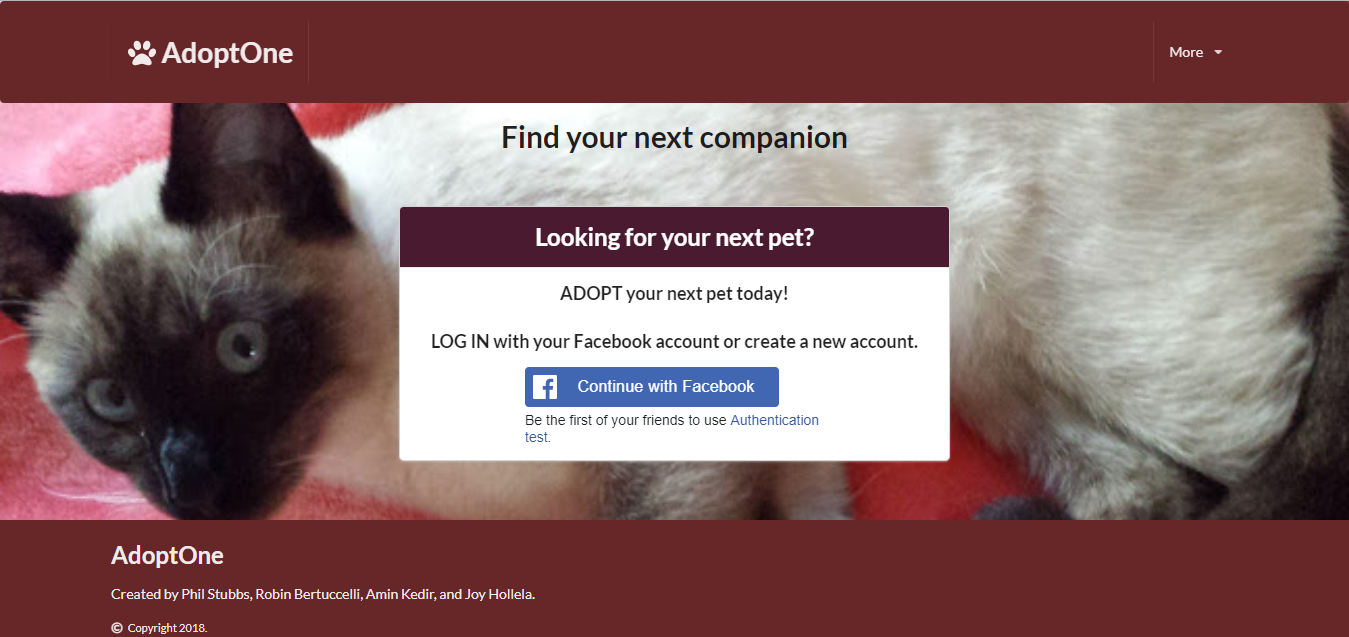 AdoptOne
More
Find your next companion
Looking for your next pet?
ADOPT your next pet today!
LOG IN with your Facebook account or create a new account.
Continue with Facebook
Be the first of your friends to use Authentication
test.
AdoptOne
Created by Phil Stubbs, Robin Bertuccelli, Amin Kedir, and Joy Hollela.
© Copyright 2018.